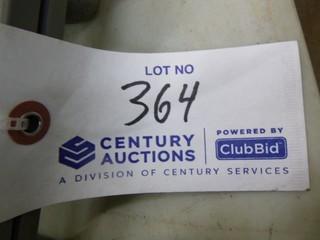 LOT NO
364
CENTURY AUCTIONS
POWERED BY
ClubBid
A DIVISION OF CENTURY SERVICES